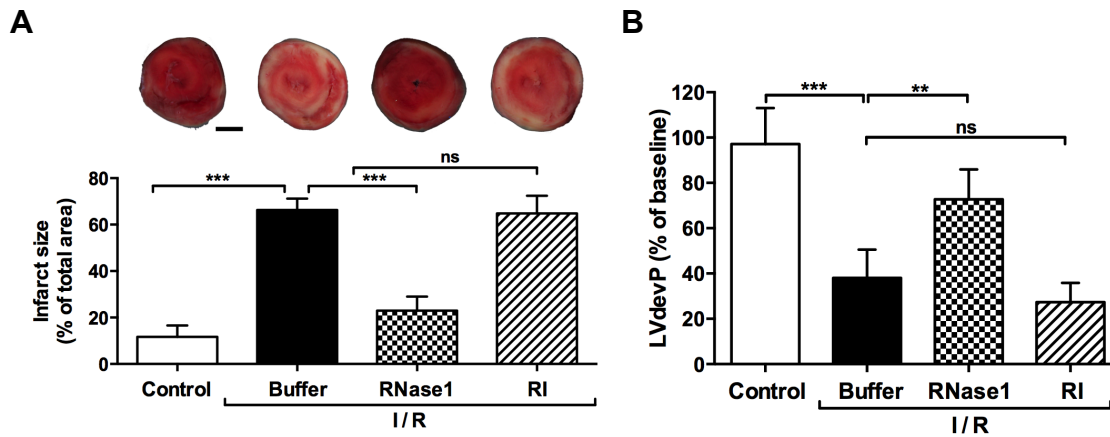 A
ns
***
***
80
60
40
20
0
Infarct size
(% of total area)
Control
Buffer
RNase1
RI
I / R
B
***
**
ns
120
100
80
60
40
20
0
LVdevP (% of baseline)
Control
Buffer
RNase1
RI
I / R